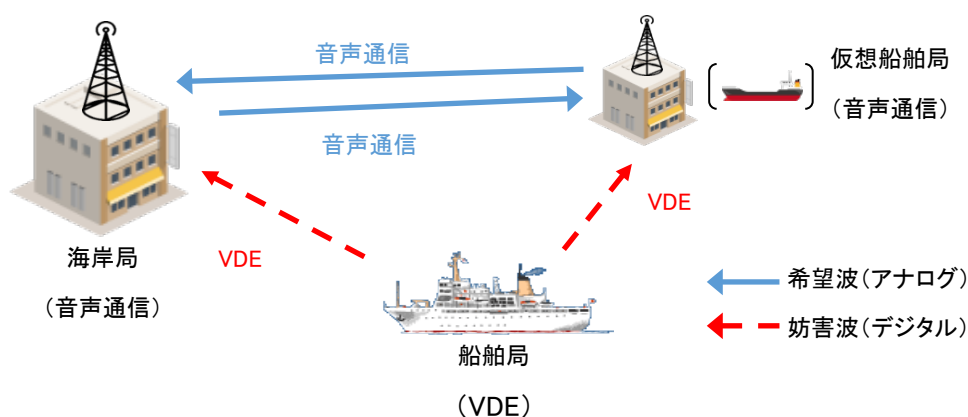 音声通信
音声通信
仮想船舶局
(音声通信)
VDE
VDE
海岸局
(音声通信)
船舶局
(VDE)
希望波(アナログ)
妨害波(デジタル)